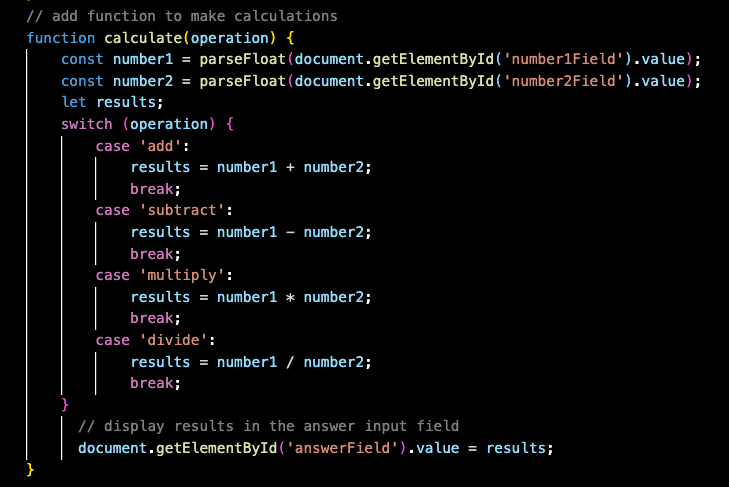 // add function to make calculations
function calculate(operation) {
    const number1 = parseFloat(document.getElementById('number1Field').value);
    const number2 = parseFloat(document.getElementById('number2Field').value);
    let results;
    switch (operation) {
        case 'add':
            results = number1 + number2;
            break;
        case 'subtract':
            results = number1 - number2;
            break;
        case 'multiply':
            results = number1 * number2;
            break;
        case 'divide':
            results = number1 / number2;
            break;
    }
      // display results in the answer input field
      document.getElementById('answerField').value = results;
}